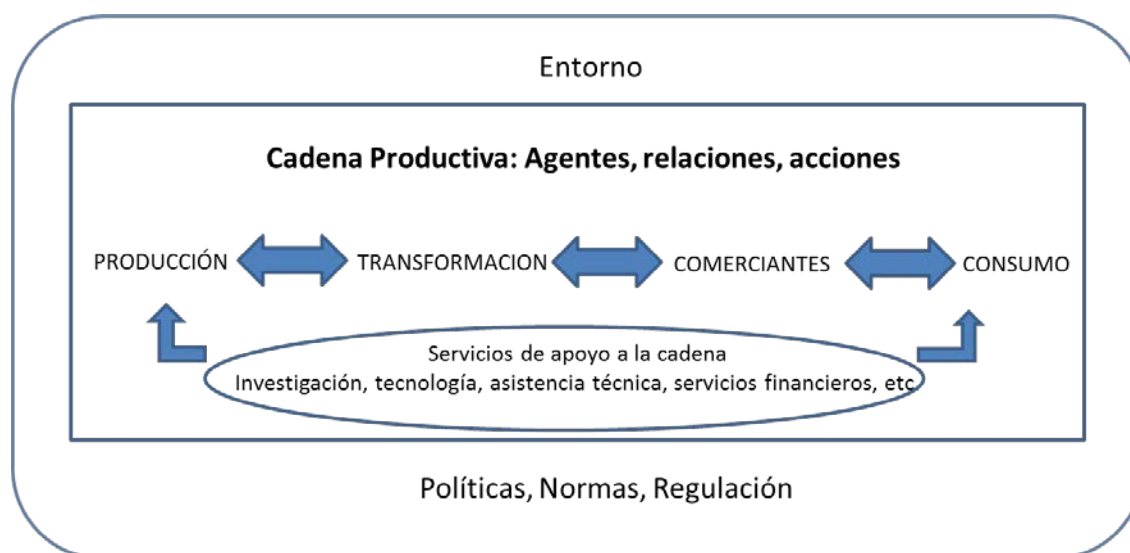 Entorno
Cadena Productiva: Agentes, relaciones, acciones
PRODUCCIÓN TRANSFORMACION COMERCIANTES CONSUMO
Servicios de apoyo a la cadena
Investigación, tecnología, asistencia técnica, servicios financieros, etc
Políticas, Normas, Regulación